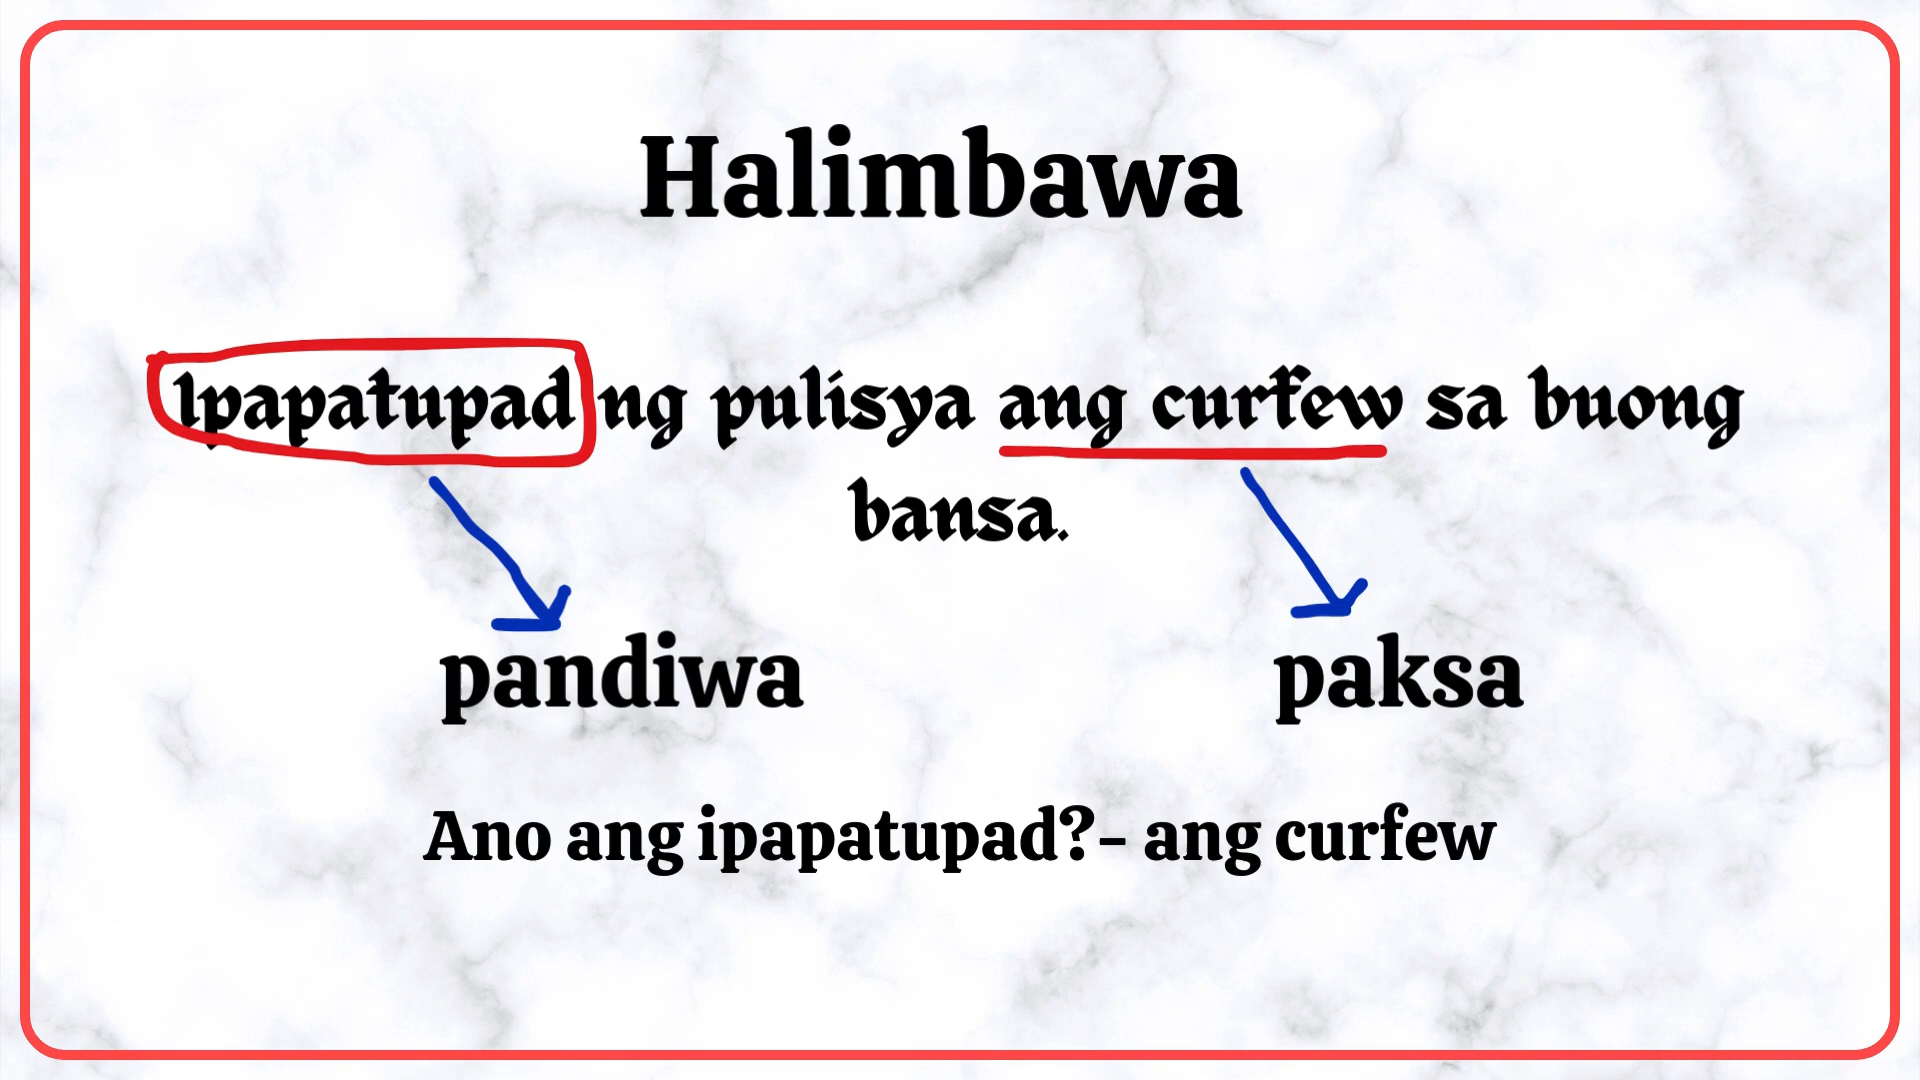 Halimbawa
Ipapatupad ng pulisya ang curfew sa buong
bansa.
pandiwa paksa
Ano ang ipapatupad?- ang curfew